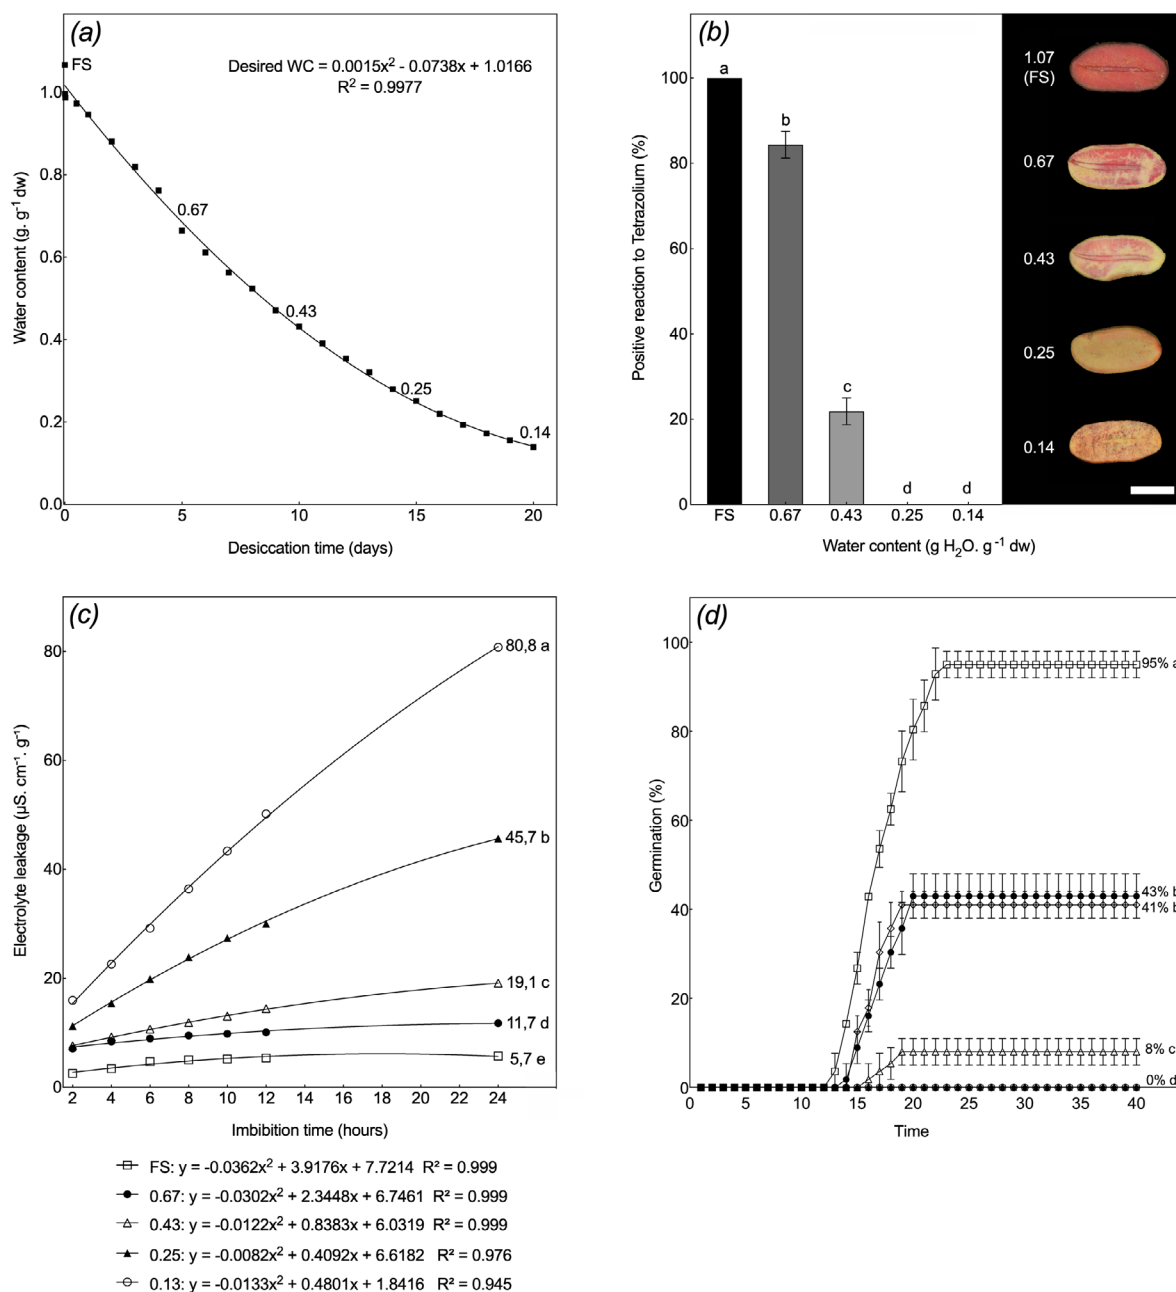 (a)
FS
Desired WC = 0.0015x² - 0.0738x + 1.0166
R² = 0.9977
Water content (g. g⁻¹ dw)
1.0
0.8
0.6
0.4
0.2
0.0
0.67
0.43
0.25
0.14
0 5 10 15 20
Desiccation time (days)
(b)
Positive reaction to Tetrazolium (%)
100
80
60
40
20
0
a
b
c
d
d
FS 0.67 0.43 0.25 0.14
Water content (g H₂O. g⁻¹ dw)
1.07
(FS)
0.67
0.43
0.25
0.14
(c)
Electrolyte leakage (µS. cm⁻¹. g⁻¹)
80
60
40
20
0
80,8 a
45,7 b
19,1 c
11,7 d
5,7 e
2 4 6 8 10 12 14 16 18 20 22 24
Imbibition time (hours)
FS: y = -0.0362x² + 3.9176x + 7.7214 R² = 0.999
0.67: y = -0.0302x² + 2.3448x + 6.7461 R² = 0.999
0.43: y = -0.0122x² + 0.8383x + 6.0319 R² = 0.999
0.25: y = -0.0082x² + 0.4092x + 6.6182 R² = 0.976
0.13: y = -0.0133x² + 0.4801x + 1.8416 R² = 0.945
(d)
Germination (%)
100
80
60
40
20
0
95% a
43% b
41% b
8% c
0% d
0 5 10 15 20 25 30 35 40
Time